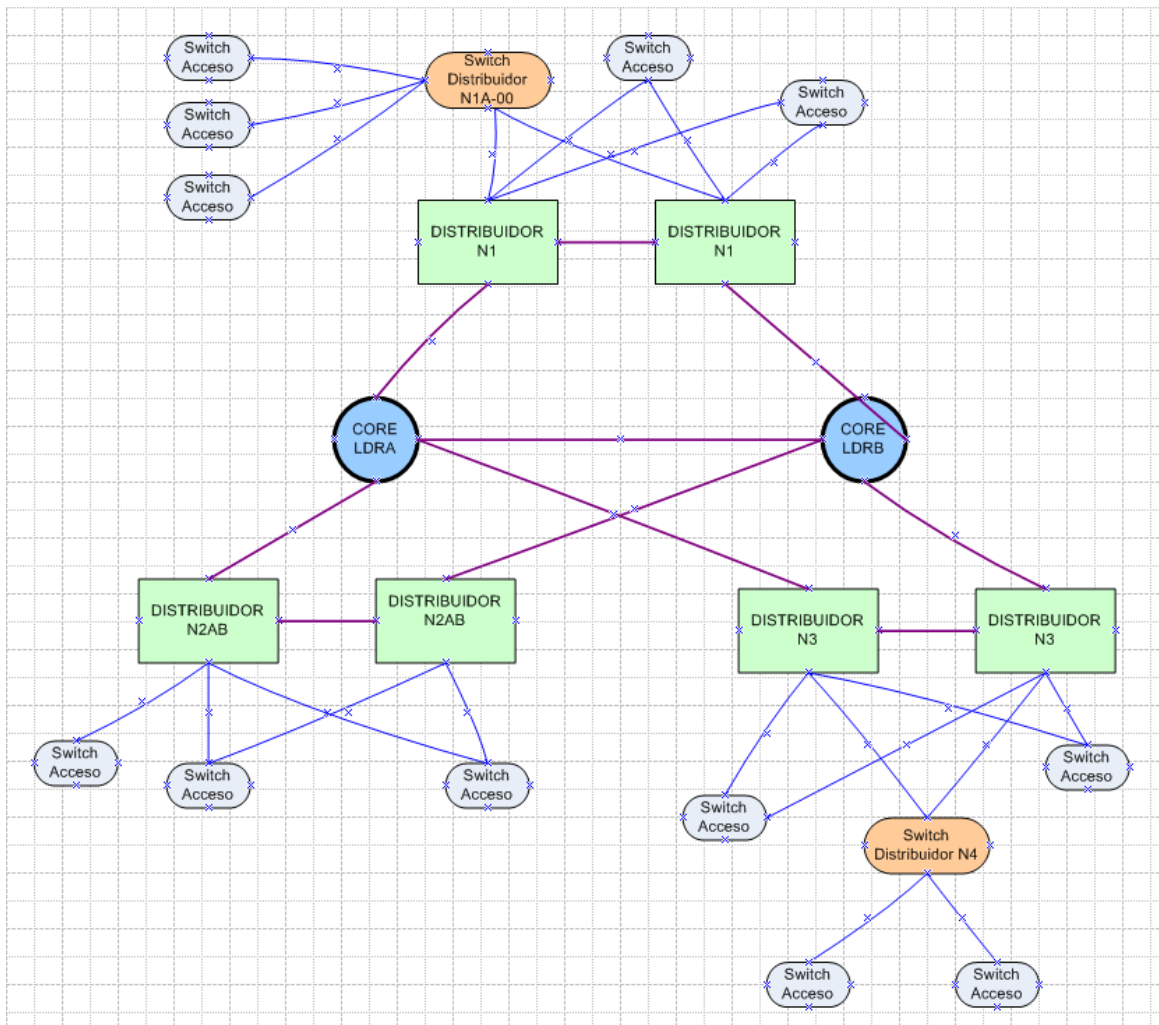 Switch
Acceso
Switch
Distribuidor
N1A-00
Switch
Acceso
Switch
Acceso
Switch
Acceso
Switch
Acceso
DISTRIBUIDOR
N1
DISTRIBUIDOR
N1
CORE
LDRA
CORE
LDRB
DISTRIBUIDOR
N2AB
DISTRIBUIDOR
N2AB
DISTRIBUIDOR
N3
DISTRIBUIDOR
N3
Switch
Acceso
Switch
Acceso
Switch
Acceso
Switch
Acceso
Switch
Acceso
Switch
Distribuidor N4
Switch
Acceso
Switch
Acceso